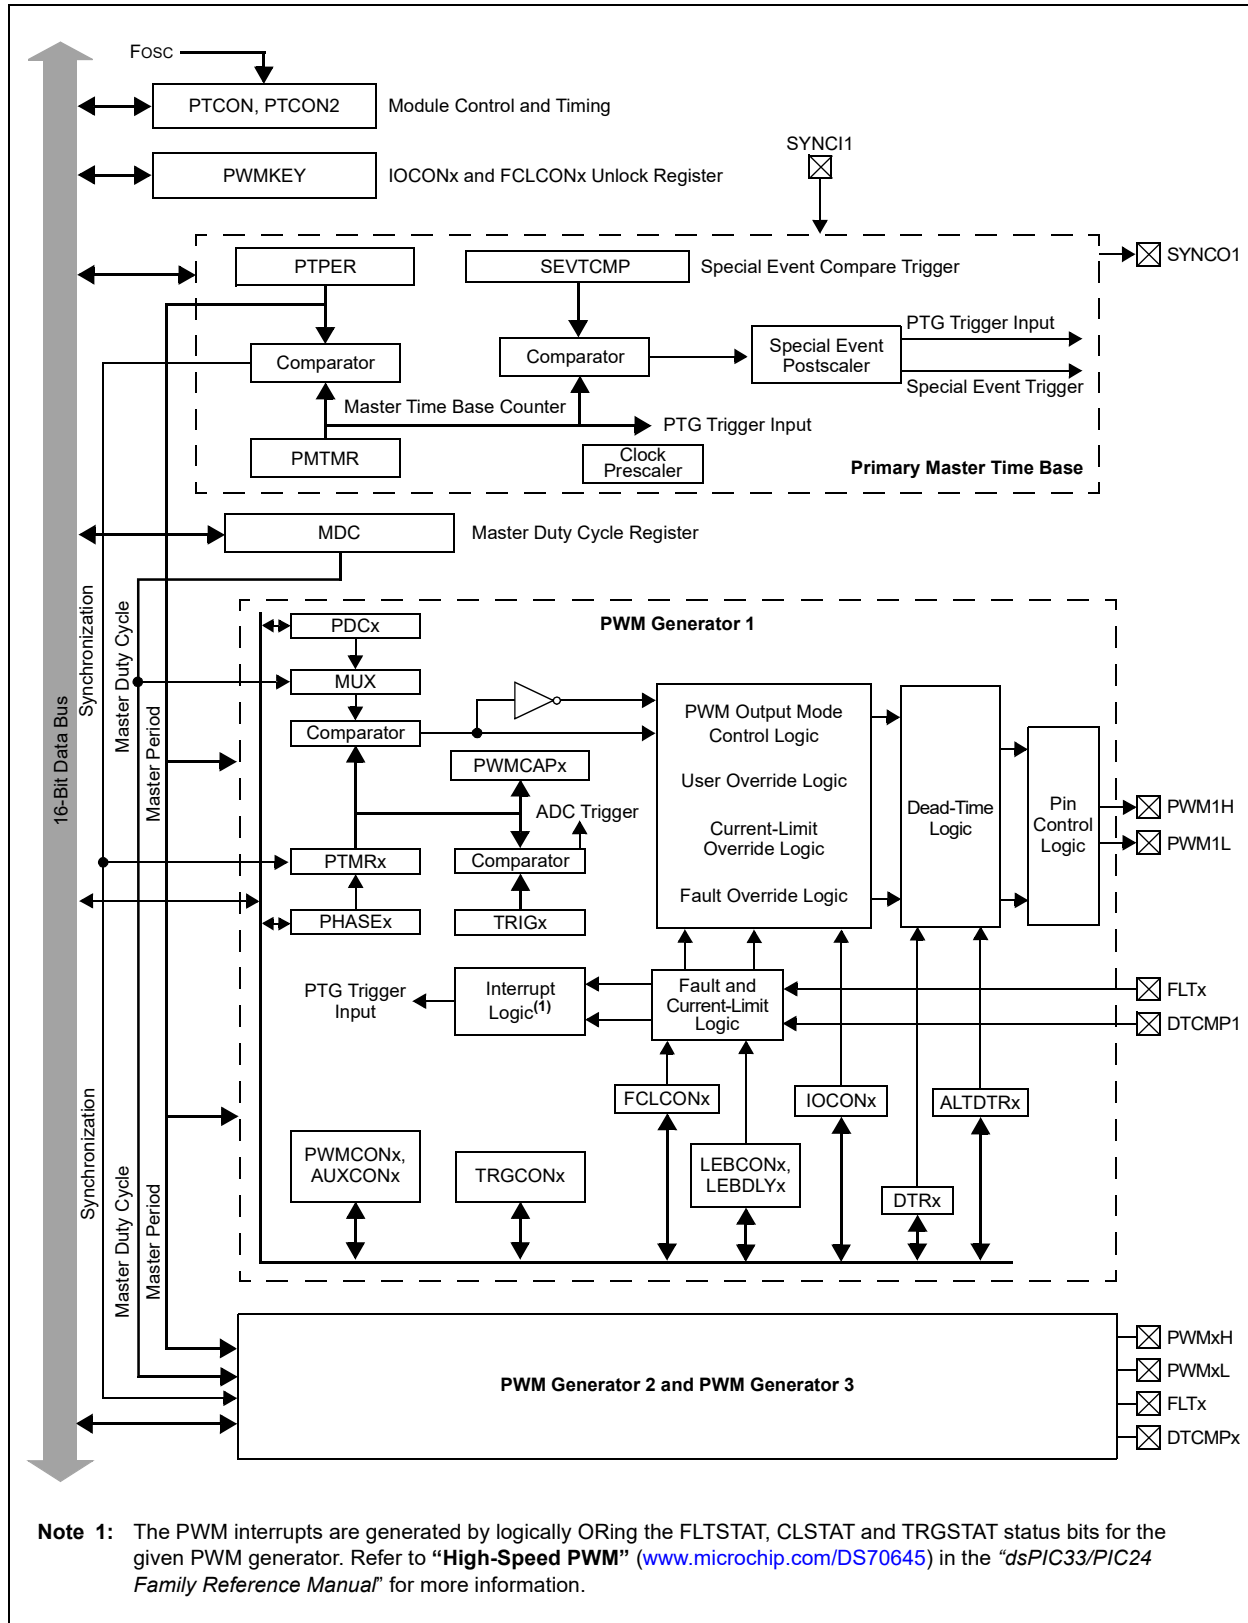 Fosc
PTCON, PTCON2
Module Control and Timing
SYNCI1
PWMKEY
IOCONx and FCLCONx Unlock Register
PTPER
SEVTCMP
Special Event Compare Trigger
SYNCO1
PTG Trigger Input
Comparator
Comparator
Special Event
Postscaler
Special Event Trigger
Master Time Base Counter
PTG Trigger Input
PMTMR
Clock
Prescaler
Primary Master Time Base
MDC
Master Duty Cycle Register
16-Bit Data Bus
Synchronization
Master Duty Cycle
Master Period
PWM Generator 1
PDCx
MUX
Comparator
PWMCAPx
ADC Trigger
PTMRx
Comparator
PHASEx
TRIGx
PWM Output Mode
Control Logic
User Override Logic
Current-Limit
Override Logic
Fault Override Logic
Dead-Time
Logic
Pin
Control
Logic
PWM1H
PWM1L
PTG Trigger
Input
Interrupt
Logic(1)
Fault and
Current-Limit
Logic
FLTx
DTCMP1
FCLCONx
IOCONx
ALTDTRx
PWMCONx,
AUXCONx
TRGCONx
LEBCONx,
LEBDLYx
DTRx
Synchronization
Master Duty Cycle
Master Period
PWM Generator 2 and PWM Generator 3
PWMxH
PWMxL
FLTx
DTCMPx
Note 1: The PWM interrupts are generated by logically ORing the FLTSTAT, CLSTAT and TRGSTAT status bits for the
given PWM generator. Refer to “High-Speed PWM” (www.microchip.com/DS70645) in the “dsPIC33/PIC24
Family Reference Manual” for more information.